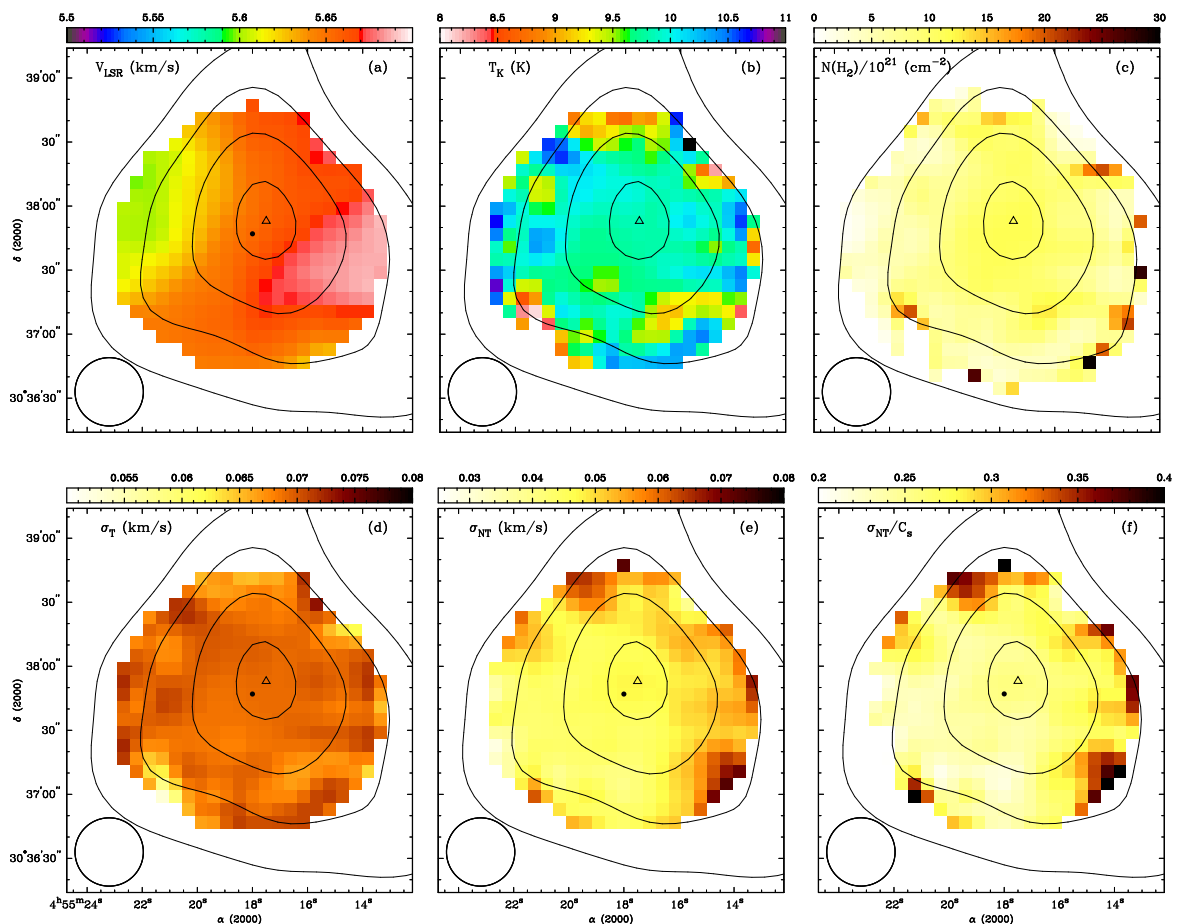 5.5 5.55 5.6 5.65
6 8.5 9 9.5 10 10.5 11
0 5 10 15 20 25 30
V_LSR (km/s) (a)
T_K (K) (b)
N(H_2)/10^21 (cm^-2) (c)
39'00"
30"
38'00"
30"
37'00"
30°36'30"
δ (2000)
0.055 0.06 0.065 0.07 0.075 0.08
0.03 0.04 0.05 0.06 0.07 0.08
0.2 0.25 0.3 0.35 0.4
σ_T (km/s) (d)
σ_NT (km/s) (e)
σ_NT/C_s (f)
39'00"
30"
38'00"
30"
37'00"
30°36'30"
δ (2000)
4^h55^m24^s 22^s 20^s 18^s 16^s 14^s
22^s 20^s 18^s 16^s 14^s
22^s 20^s 18^s 16^s 14^s
α (2000)
α (2000)
α (2000)